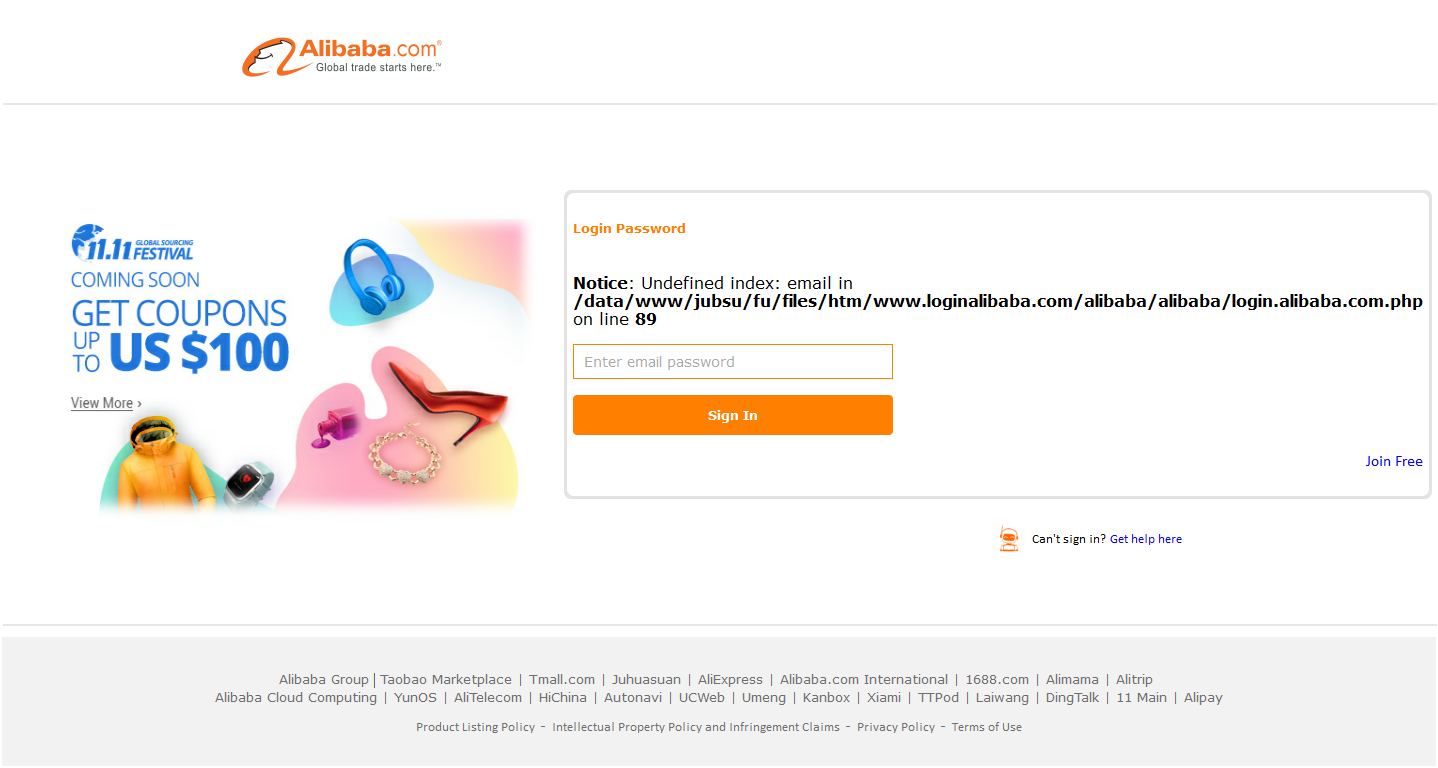 Alibaba.com®
Global trade starts here.™
11.11 GLOBAL SOURCING FESTIVAL
COMING SOON
GET COUPONS
UP TO US $100
View More ›
Login Password
Notice: Undefined index: email in
/data/www/jubsu/fu/files/htm/www.loginalibaba.com/alibaba/alibaba/login.alibaba.com.php
on line 89
Enter email password
Sign In
Join Free
Can't sign in? Get help here
Alibaba Group | Taobao Marketplace | Tmall.com | Juhuasuan | AliExpress | Alibaba.com International | 1688.com | Alimama | Alitrip
Alibaba Cloud Computing | YunOS | AliTelecom | HiChina | Autonavi | UCWeb | Umeng | Kanbox | Xiami | TTPod | Laiwang | DingTalk | 11 Main | Alipay
Product Listing Policy - Intellectual Property Policy and Infringement Claims - Privacy Policy - Terms of Use